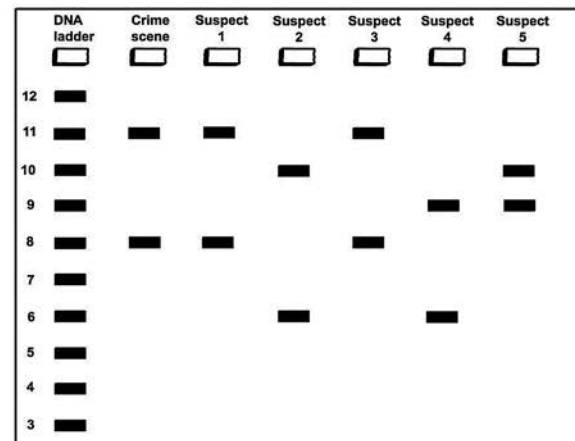 DNA ladder
Crime scene
Suspect 1
Suspect 2
Suspect 3
Suspect 4
Suspect 5
12
11
10
9
8
7
6
5
4
3